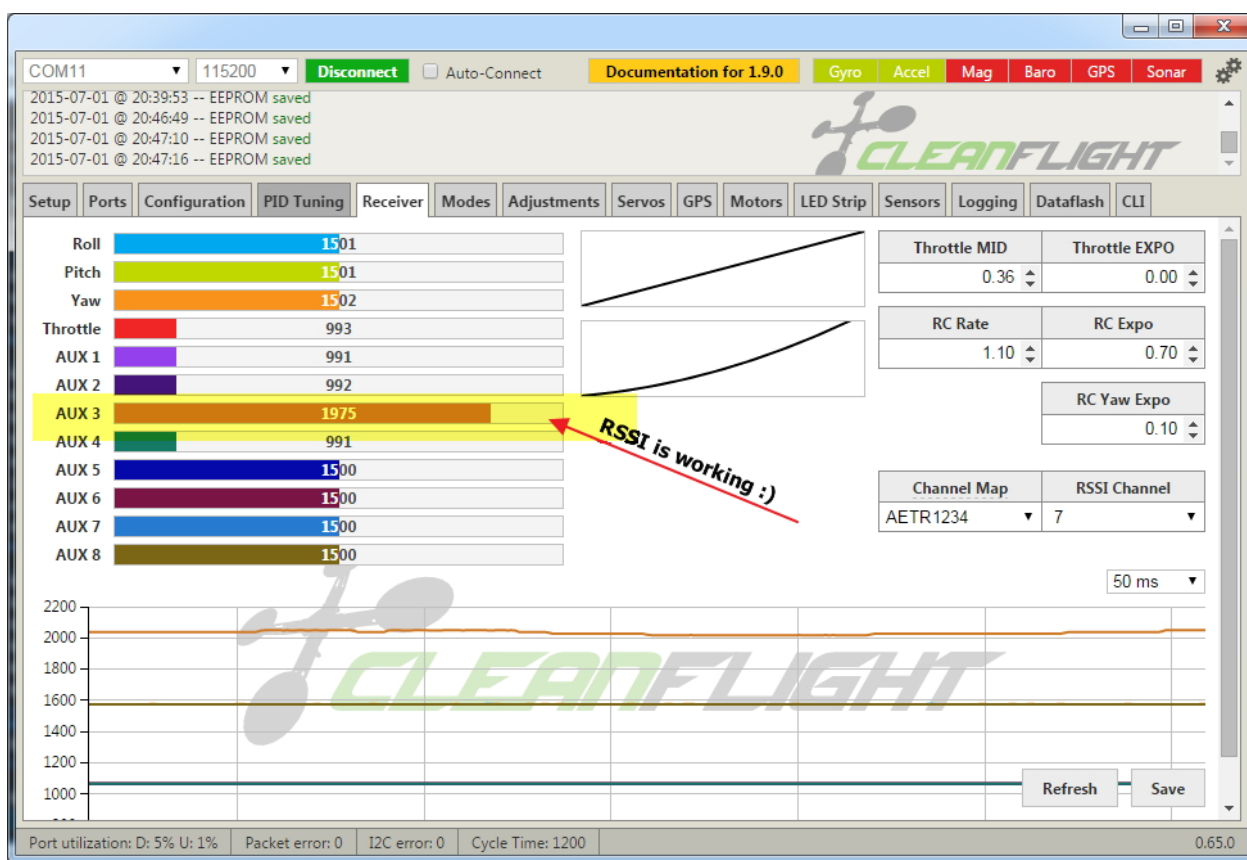 COM11 115200 Disconnect Auto-Connect Documentation for 1.9.0 Gyro Accel Mag Baro GPS Sonar
2015-07-01 @ 20:39:53 -- EEPROM saved
2015-07-01 @ 20:46:49 -- EEPROM saved
2015-07-01 @ 20:47:10 -- EEPROM saved
2015-07-01 @ 20:47:16 -- EEPROM saved
CLEANFLIGHT
Setup Ports Configuration PID Tuning Receiver Modes Adjustments Servos GPS Motors LED Strip Sensors Logging Dataflash CLI
Roll 1501
Pitch 1501
Yaw 1502
Throttle 993
AUX 1 991
AUX 2 992
AUX 3 1975
AUX 4 991
AUX 5 1500
AUX 6 1500
AUX 7 1500
AUX 8 1500
RSSI is working :)
Throttle MID Throttle EXPO
0.36 0.00
RC Rate RC Expo
1.10 0.70
RC Yaw Expo
0.10
Channel Map RSSI Channel
AETR1234 7
50 ms
2200
2000
1800
1600
1400
1200
1000
CLEANFLIGHT
Refresh Save
Port utilization: D: 5% U: 1% Packet error: 0 I2C error: 0 Cycle Time: 1200 0.65.0